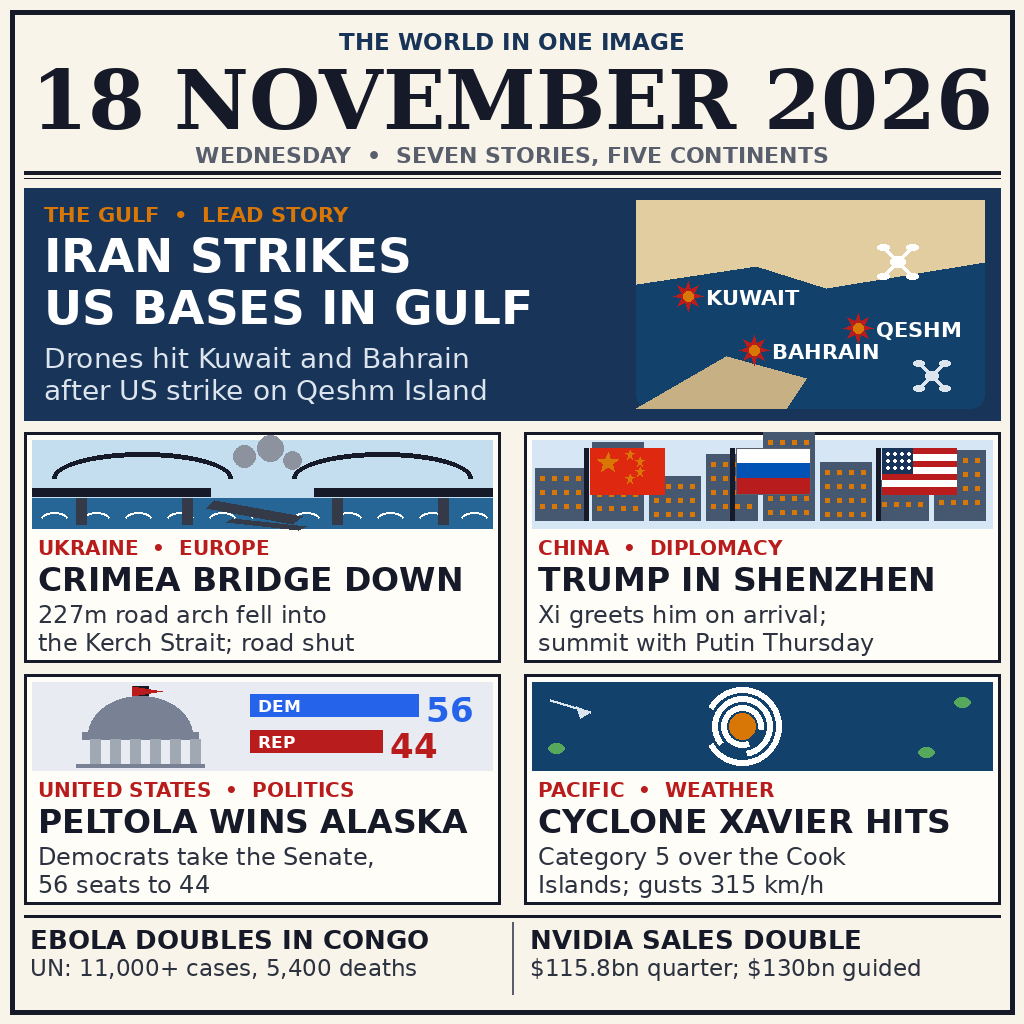 THE WORLD IN ONE IMAGE
18 NOVEMBER 2026
WEDNESDAY • SEVEN STORIES, FIVE CONTINENTS
THE GULF • LEAD STORY
IRAN STRIKES
US BASES IN GULF
Drones hit Kuwait and Bahrain
after US strike on Qeshm Island
KUWAIT
QESHM
BAHRAIN
UKRAINE • EUROPE
CRIMEA BRIDGE DOWN
227m road arch fell into
the Kerch Strait; road shut
CHINA • DIPLOMACY
TRUMP IN SHENZHEN
Xi greets him on arrival;
summit with Putin Thursday
DEM 56
REP 44
UNITED STATES • POLITICS
PELTOLA WINS ALASKA
Democrats take the Senate,
56 seats to 44
PACIFIC • WEATHER
CYCLONE XAVIER HITS
Category 5 over the Cook
Islands; gusts 315 km/h
EBOLA DOUBLES IN CONGO
UN: 11,000+ cases, 5,400 deaths
NVIDIA SALES DOUBLE
$115.8bn quarter; $130bn guided